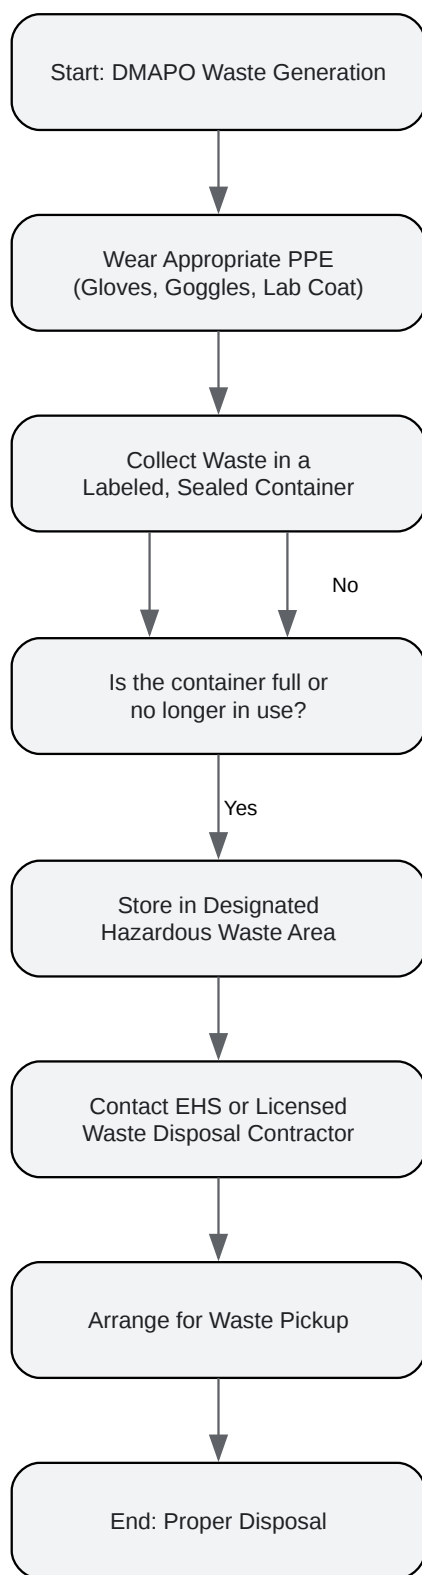 Start: DMAPO Waste Generation
Wear Appropriate PPE
(Gloves, Goggles, Lab Coat)
Collect Waste in a
Labeled, Sealed Container
No
Is the container full or
no longer in use?
Yes
Store in Designated
Hazardous Waste Area
Contact EHS or Licensed
Waste Disposal Contractor
Arrange for Waste Pickup
End: Proper Disposal